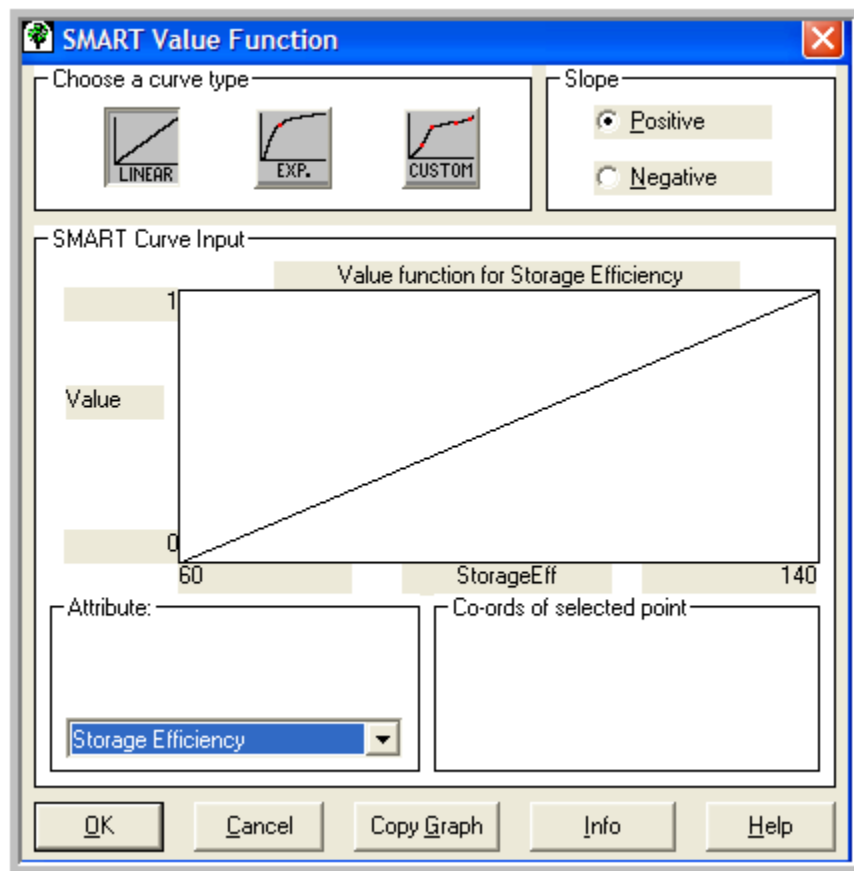 SMART Value Function
Choose a curve type
LINEAR
EXP.
CUSTOM
Slope
Positive
Negative
SMART Curve Input
Value function for Storage Efficiency
1
Value
0
60
StorageEff
140
Attribute:
Storage Efficiency
Co-ords of selected point
OK
Cancel
Copy Graph
Info
Help